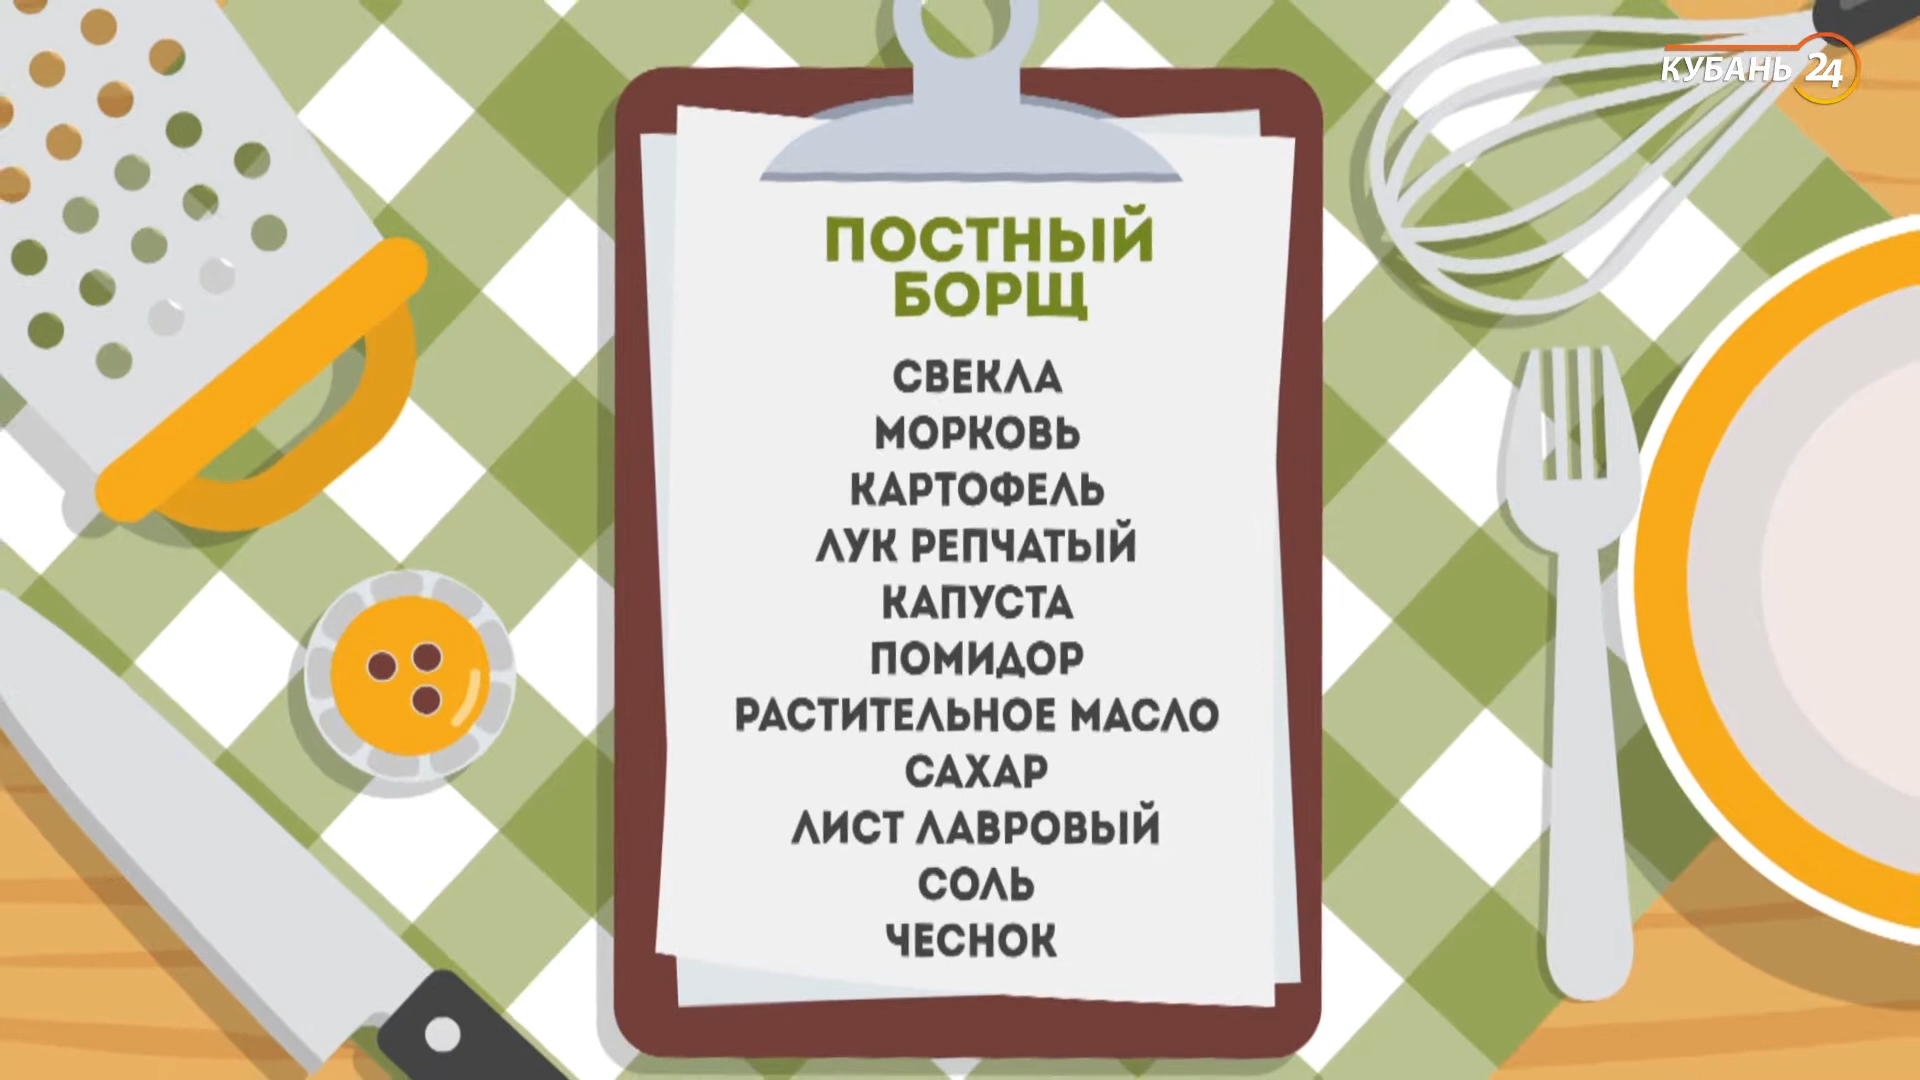 КУБАНЬ 24
ПОСТНЫЙ
БОРЩ
СВЕКЛА
МОРКОВЬ
КАРТОФЕЛЬ
ЛУК РЕПЧАТЫЙ
КАПУСТА
ПОМИДОР
РАСТИТЕЛЬНОЕ МАСЛО
САХАР
ЛИСТ ЛАВРОВЫЙ
СОЛЬ
ЧЕСНОК